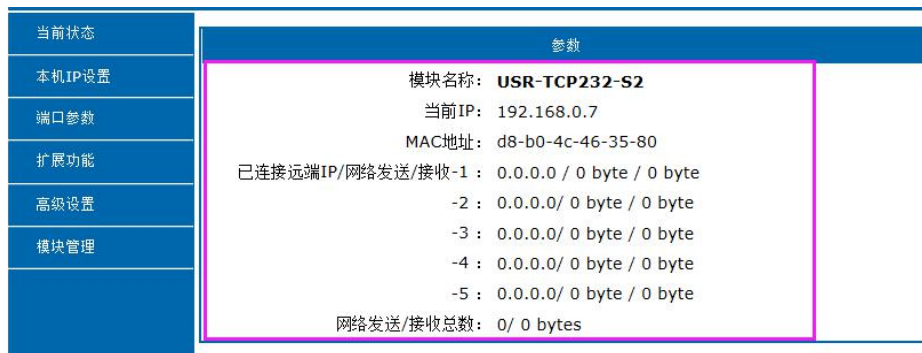 当前状态
本机IP设置
端口参数
扩展功能
高级设置
模块管理
参数
模块名称： USR-TCP232-S2
当前IP： 192.168.0.7
MAC地址： d8-b0-4c-46-35-80
已连接远端IP/网络发送/接收-1： 0.0.0.0 / 0 byte / 0 byte
-2： 0.0.0.0/ 0 byte / 0 byte
-3： 0.0.0.0/ 0 byte / 0 byte
-4： 0.0.0.0/ 0 byte / 0 byte
-5： 0.0.0.0/ 0 byte / 0 byte
网络发送/接收总数： 0/ 0 bytes